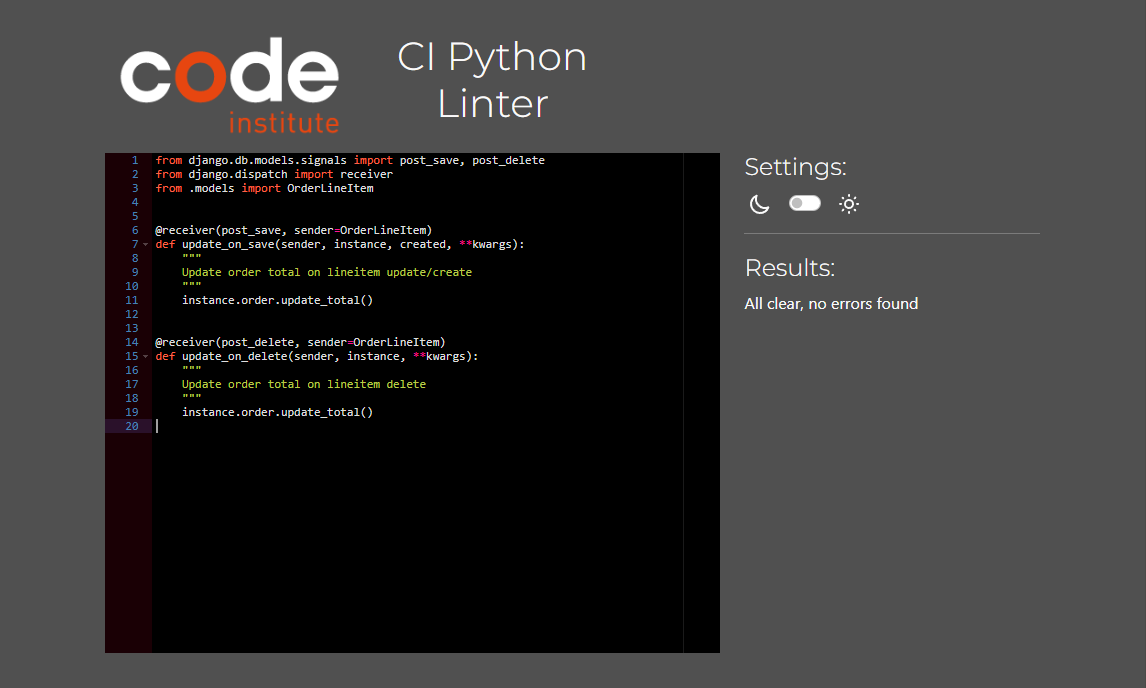 code
institute
CI Python
Linter
1 from django.db.models.signals import post_save, post_delete
2 from django.dispatch import receiver
3 from .models import OrderLineItem
4
5
6 @receiver(post_save, sender=OrderLineItem)
7 def update_on_save(sender, instance, created, **kwargs):
8     """
9     Update order total on lineitem update/create
10     """
11     instance.order.update_total()
12
13
14 @receiver(post_delete, sender=OrderLineItem)
15 def update_on_delete(sender, instance, **kwargs):
16     """
17     Update order total on lineitem delete
18     """
19     instance.order.update_total()
20
Settings:
Results:
All clear, no errors found